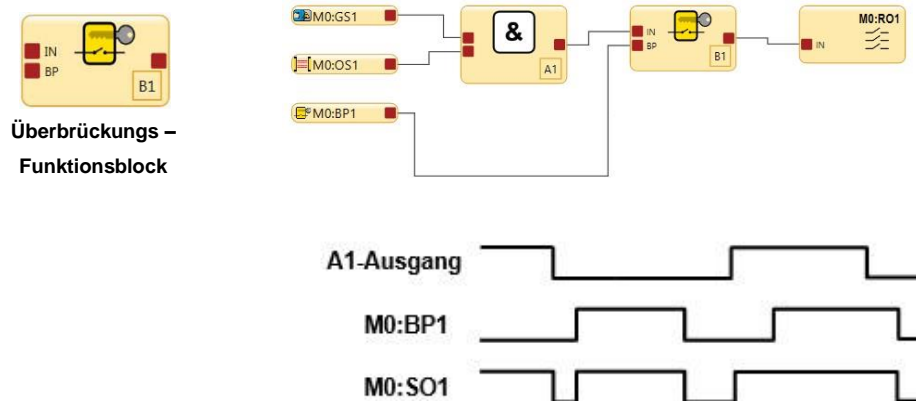 IN
BP
B1
Überbrückungs –
Funktionsblock
M0:GS1
M0:OS1
M0:BP1
&
A1
IN
BP
B1
M0:RO1
IN
A1-Ausgang
M0:BP1
M0:SO1